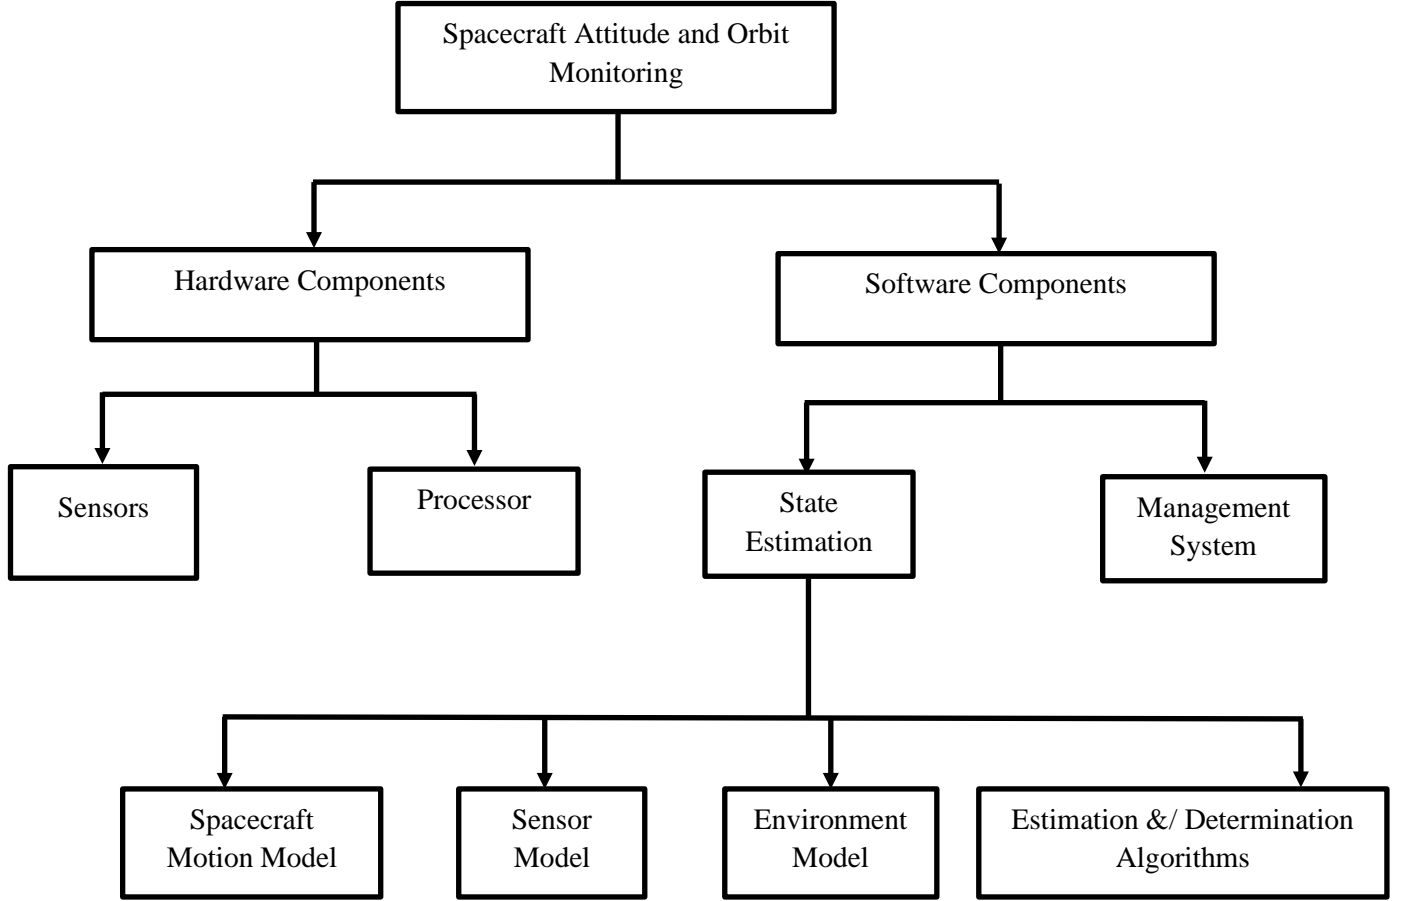 Spacecraft Attitude and Orbit
Monitoring
Hardware Components
Software Components
Sensors
Processor
State
Estimation
Management
System
Spacecraft
Motion Model
Sensor
Model
Environment
Model
Estimation &/ Determination
Algorithms